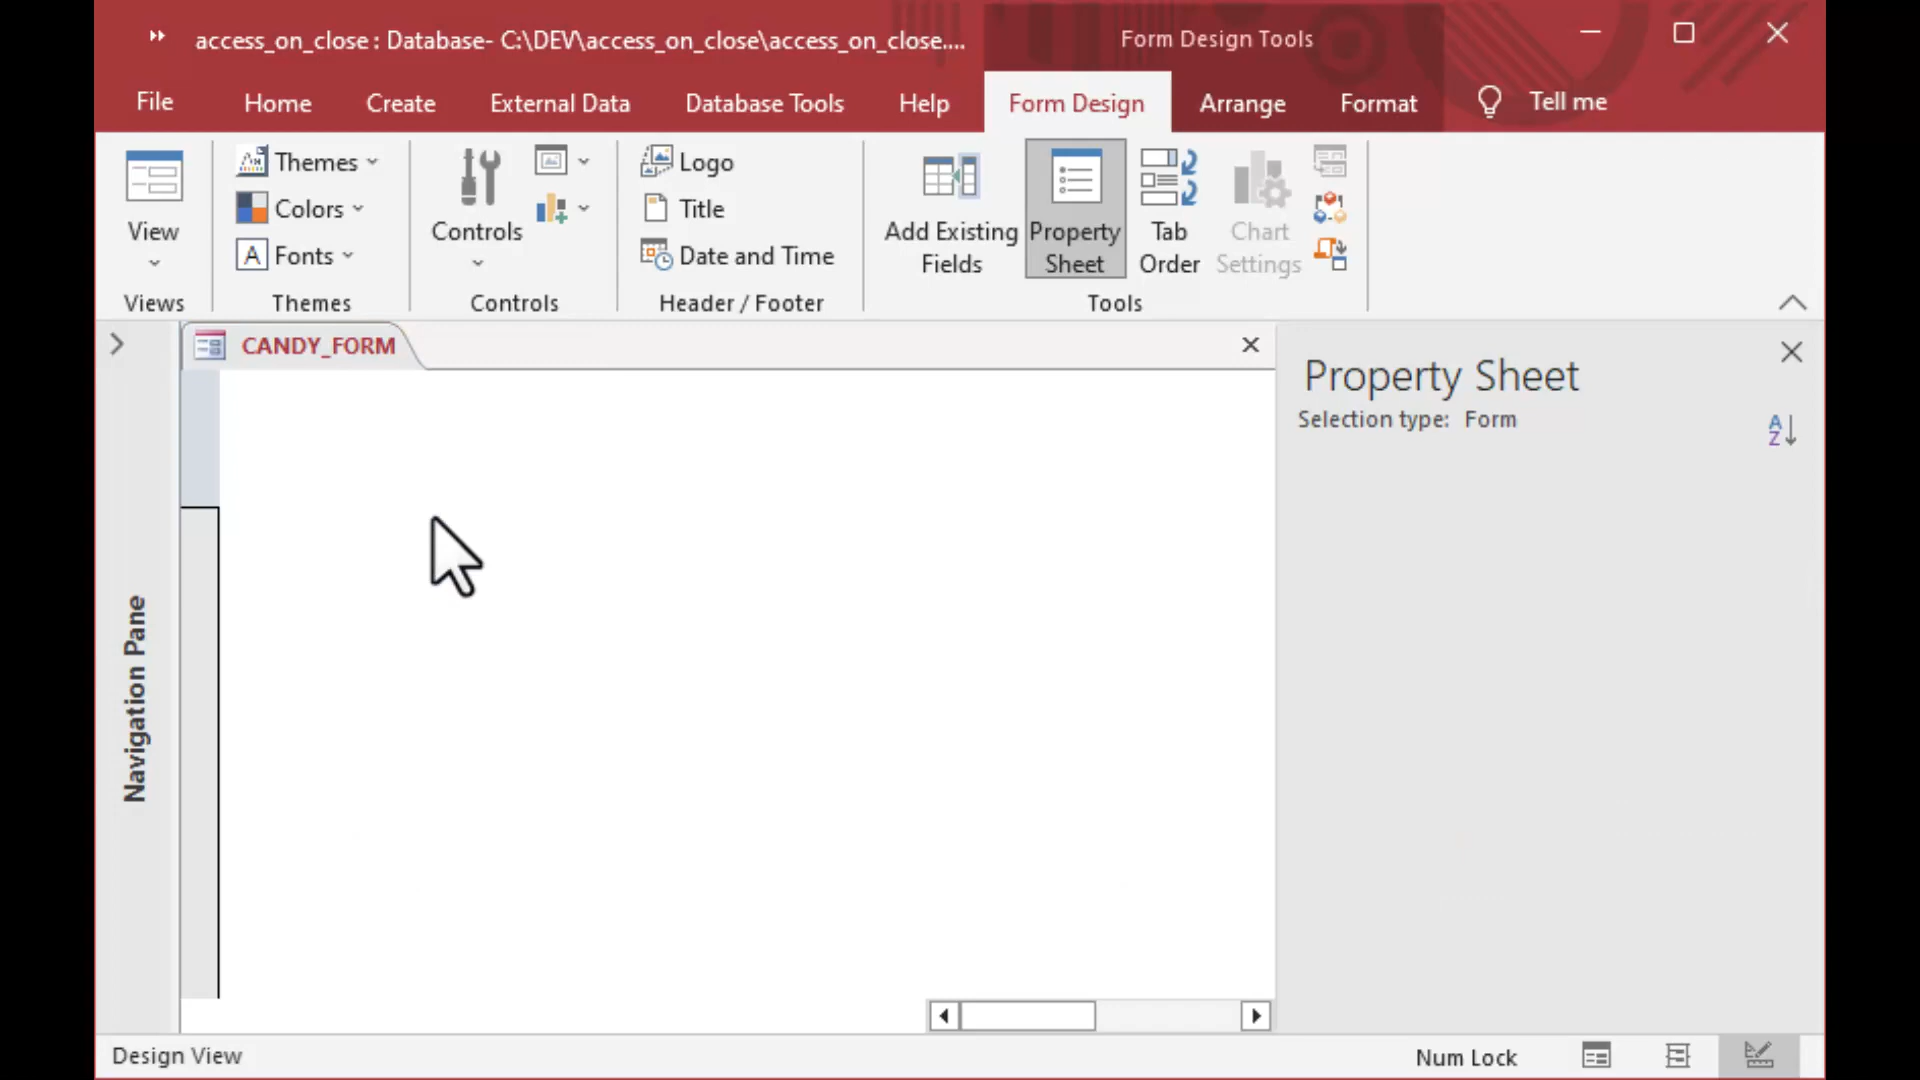 access_on_close : Database- C:\DEV\access_on_close\access_on_close....
Form Design Tools
File
Home
Create
External Data
Database Tools
Help
Form Design
Arrange
Format
Tell me
View
Views
Themes
Colors
Fonts
Themes
Controls
Controls
Logo
Title
Date and Time
Header / Footer
Add Existing
Fields
Property
Sheet
Tab
Order
Chart
Settings
Tools
CANDY_FORM
Property Sheet
Selection type: Form
Navigation Pane
Design View
Num Lock